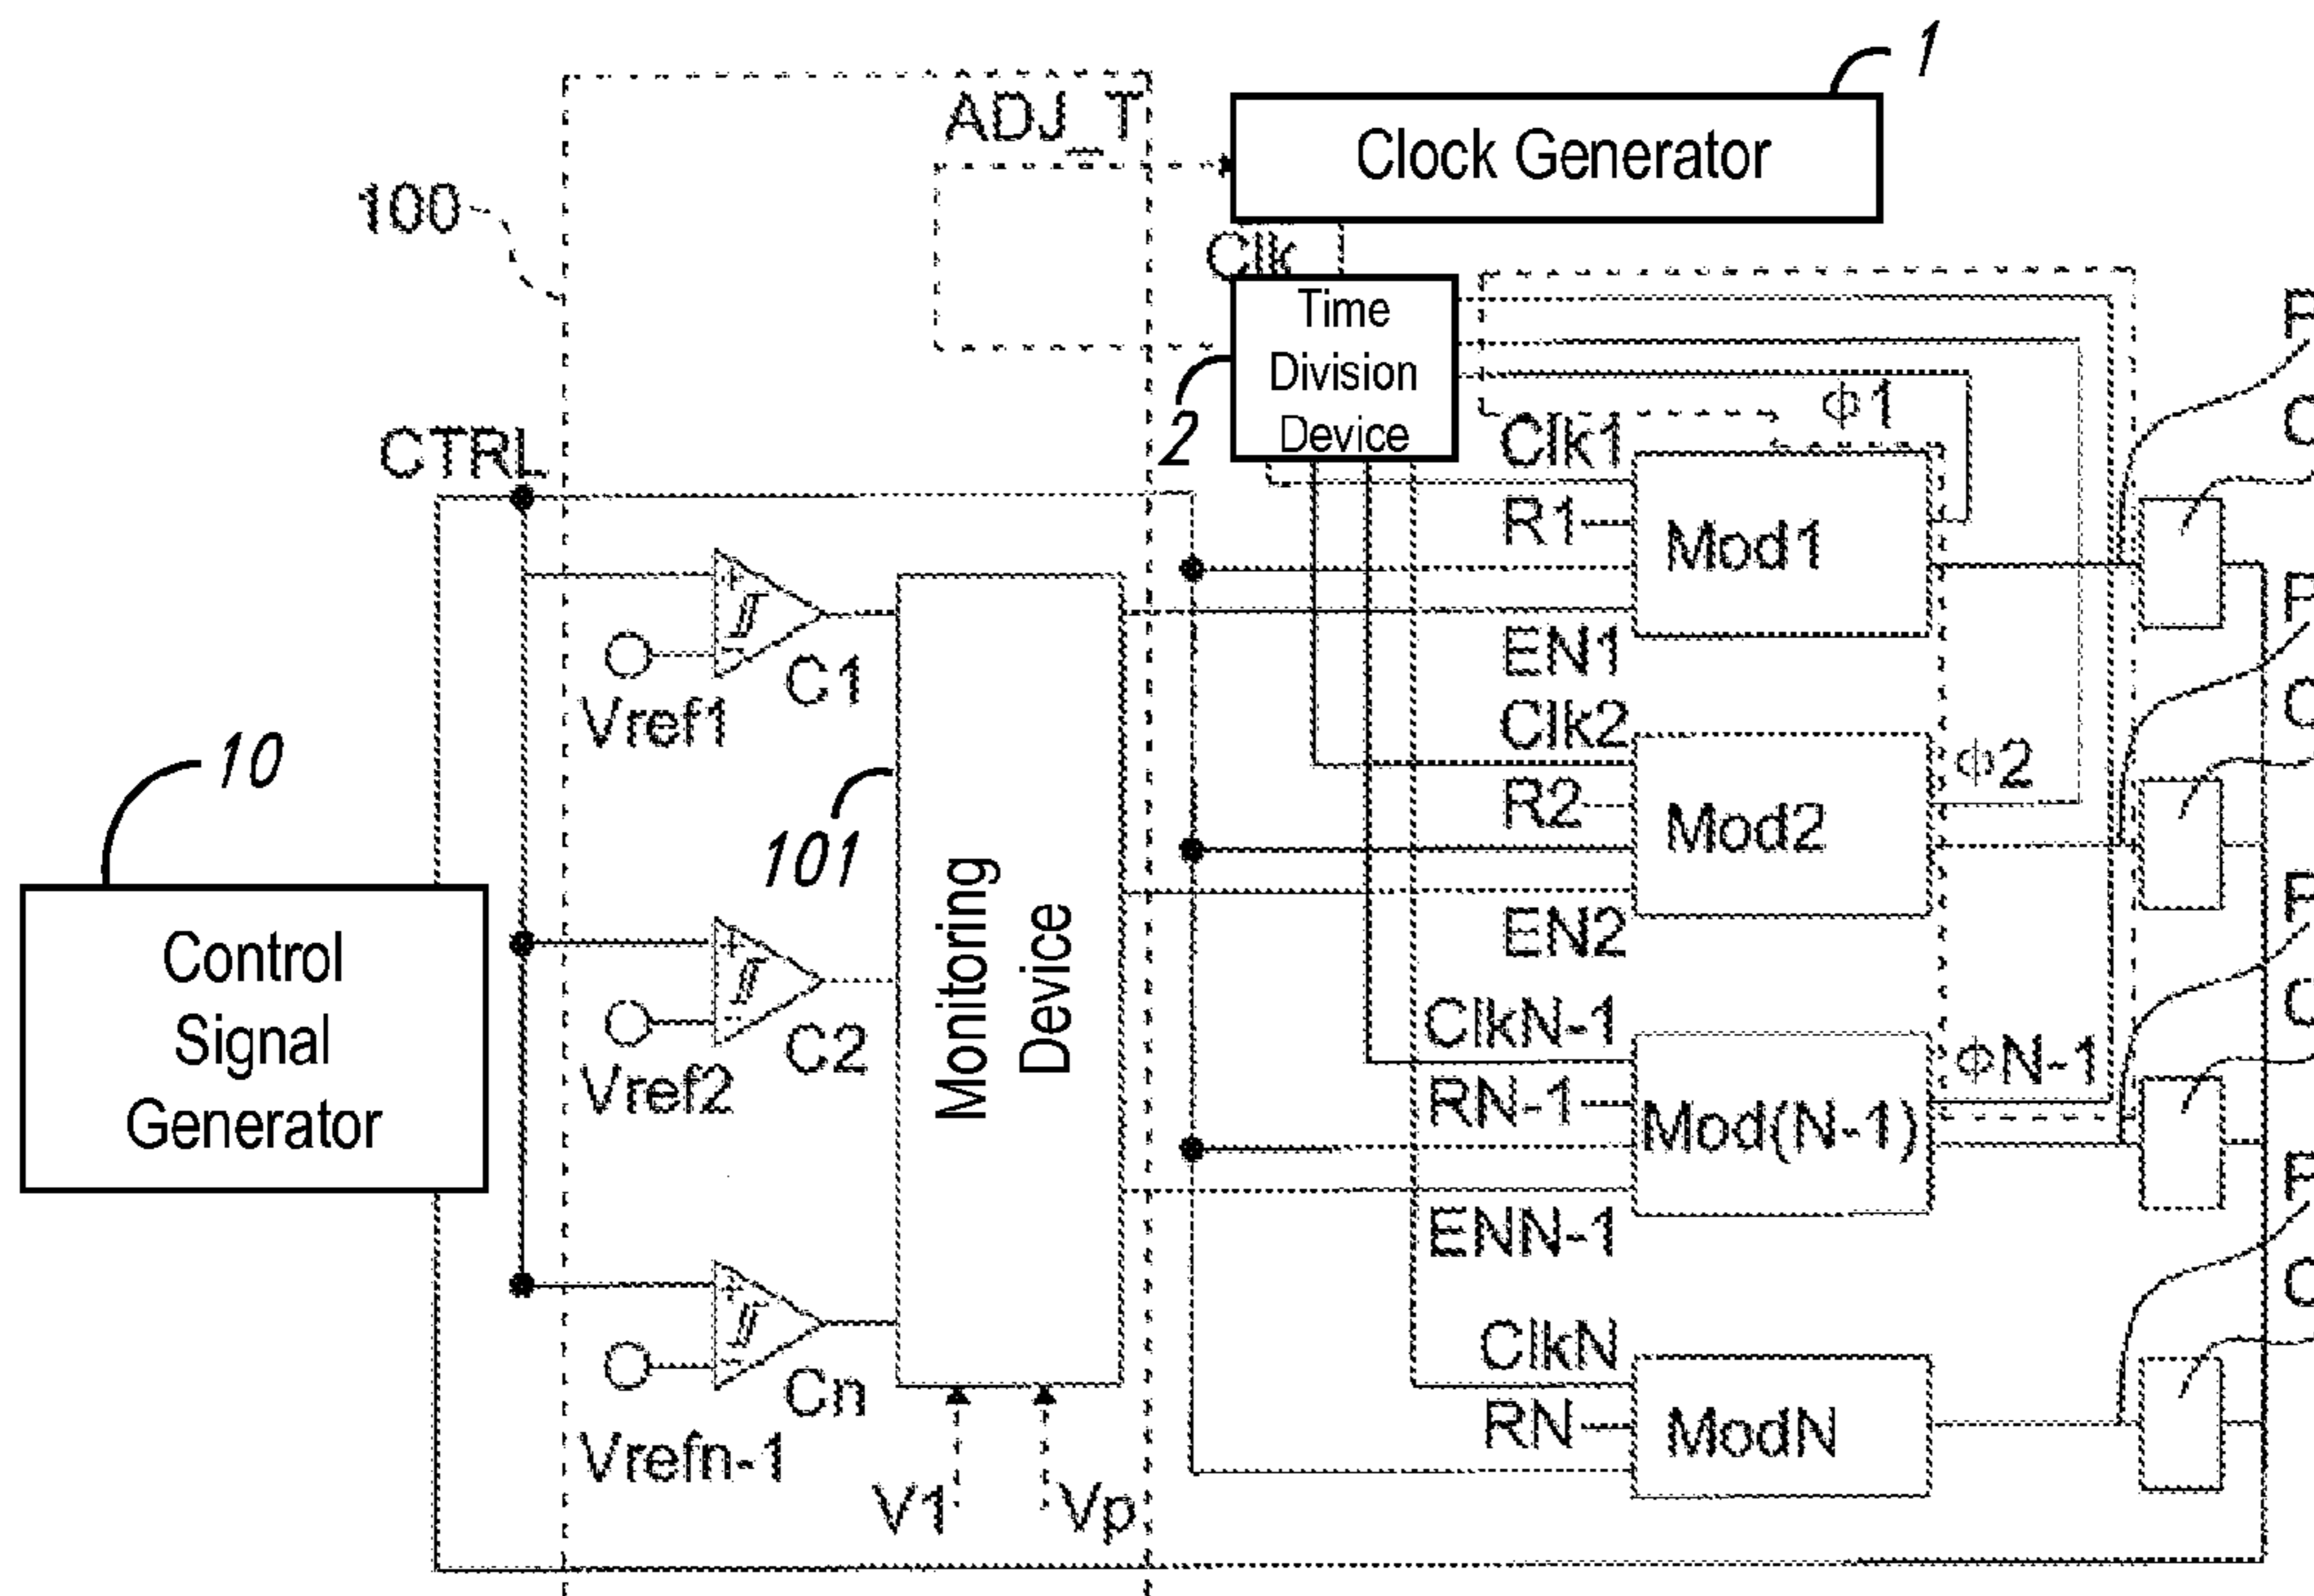 1
ADJ_T
Clock Generator
100
Clk
Time
Division
Device
2
Φ1
CTRL
Clk1
R1
Mod1
+
-
C1
EN1
Vref1
Clk2
Φ2
10
R2
Mod2
101
Monitoring
Device
EN2
Control
Signal
Generator
+
-
C2
ClkN-1
ΦN-1
Vref2
RN-1
Mod(N-1)
ENN-1
+
-
Cn
ClkN
RN
ModN
Vrefn-1
V1
Vp